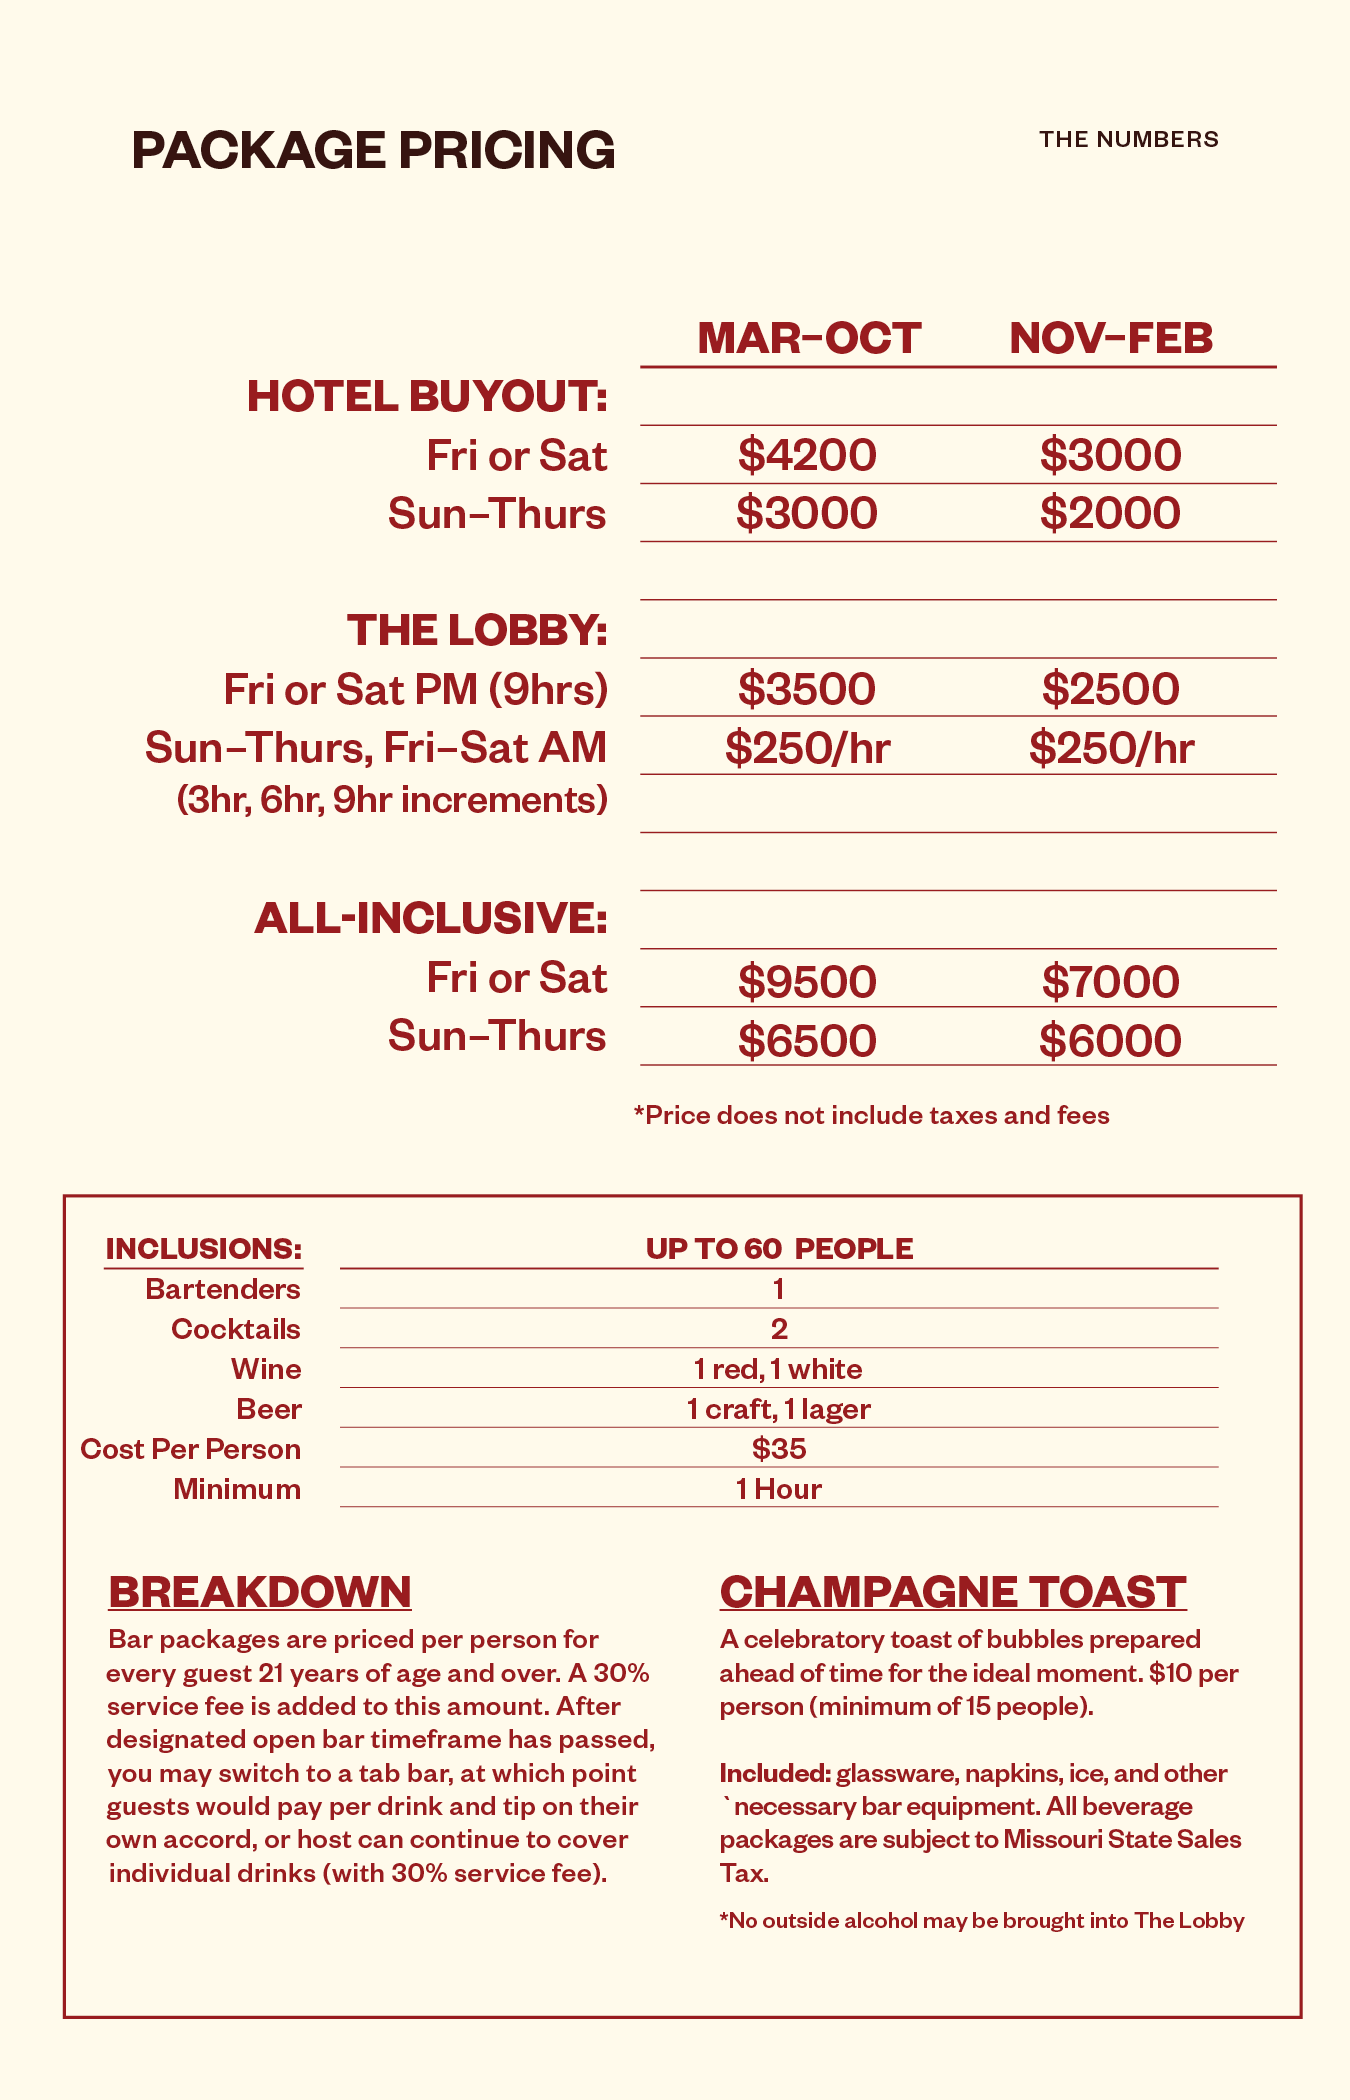 PACKAGE PRICING
THE NUMBERS
MAR–OCT NOV–FEB
HOTEL BUYOUT:
Fri or Sat $4200 $3000
Sun–Thurs $3000 $2000
THE LOBBY:
Fri or Sat PM (9hrs) $3500 $2500
Sun–Thurs, Fri–Sat AM $250/hr $250/hr
(3hr, 6hr, 9hr increments)
ALL-INCLUSIVE:
Fri or Sat $9500 $7000
Sun–Thurs $6500 $6000
*Price does not include taxes and fees
INCLUSIONS: UP TO 60 PEOPLE
Bartenders 1
Cocktails 2
Wine 1 red, 1 white
Beer 1 craft, 1 lager
Cost Per Person $35
Minimum 1 Hour
BREAKDOWN
Bar packages are priced per person for
every guest 21 years of age and over. A 30%
service fee is added to this amount. After
designated open bar timeframe has passed,
you may switch to a tab bar, at which point
guests would pay per drink and tip on their
own accord, or host can continue to cover
individual drinks (with 30% service fee).
CHAMPAGNE TOAST
A celebratory toast of bubbles prepared
ahead of time for the ideal moment. $10 per
person (minimum of 15 people).
Included: glassware, napkins, ice, and other
`necessary bar equipment. All beverage
packages are subject to Missouri State Sales
Tax.
*No outside alcohol may be brought into The Lobby